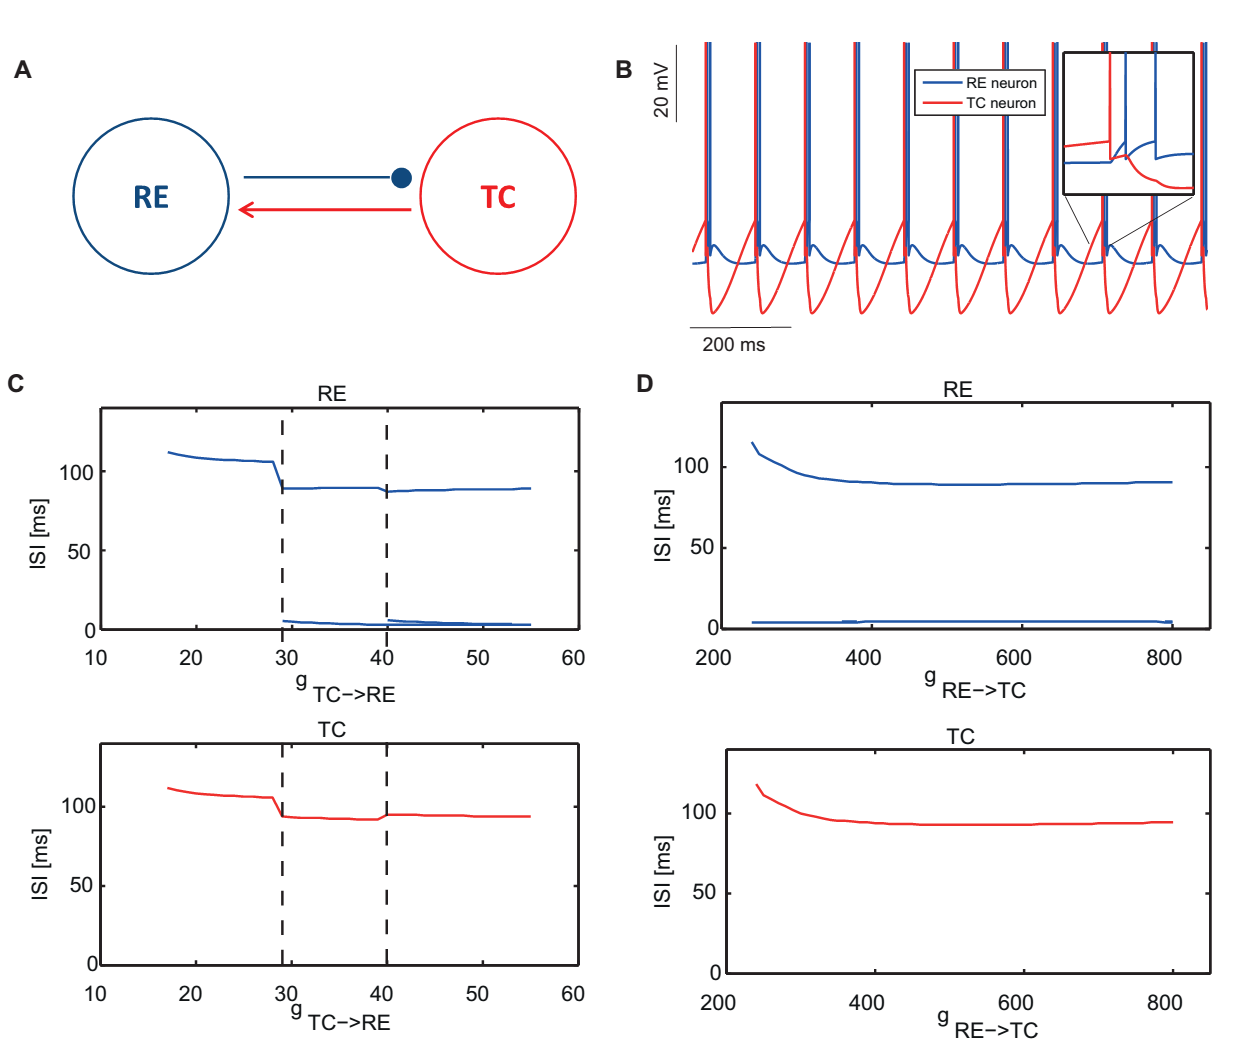 A
RE
TC
B
20 mV
RE neuron
TC neuron
200 ms
C
RE
ISI [ms]
100
50
0
10 20 30 40 50 60
g TC->RE
TC
ISI [ms]
100
50
0
10 20 30 40 50 60
g TC->RE
D
RE
ISI [ms]
100
50
0
200 400 600 800
g RE->TC
TC
ISI [ms]
100
50
0
200 400 600 800
g RE->TC